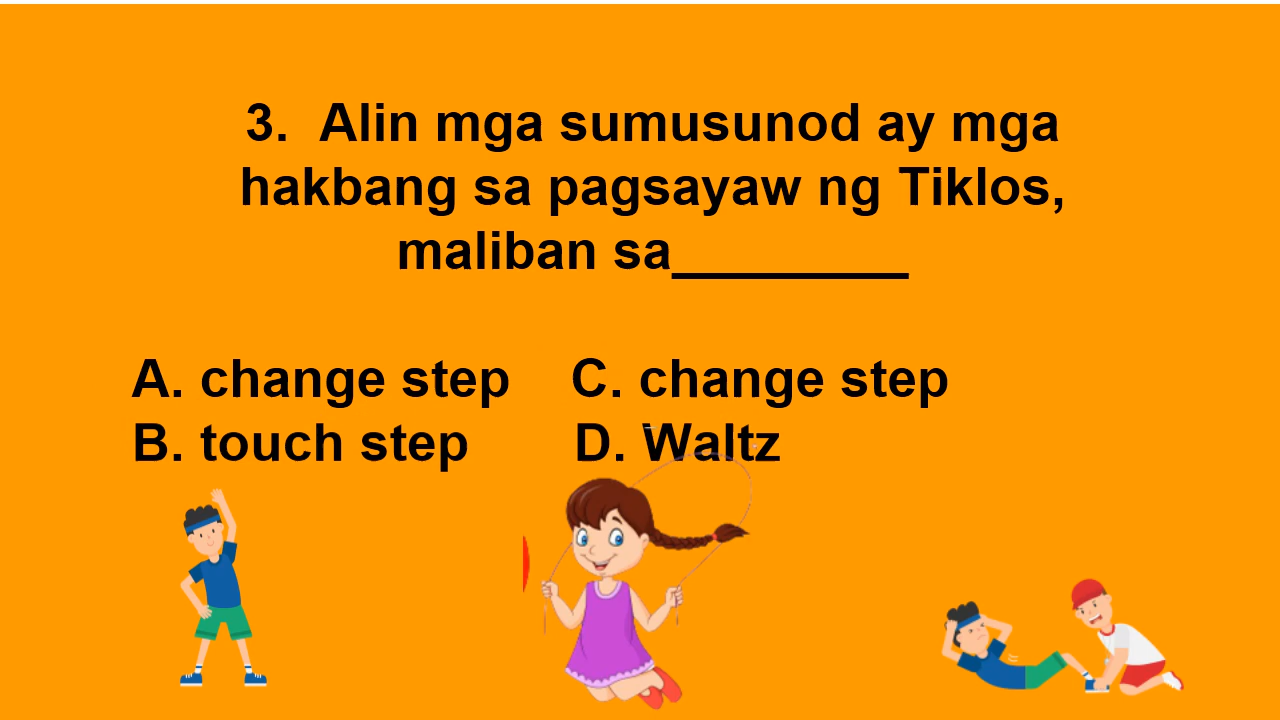 3. Alin mga sumusunod ay mga
hakbang sa pagsayaw ng Tiklos,
maliban sa________
A. change step C. change step
B. touch step D. Waltz